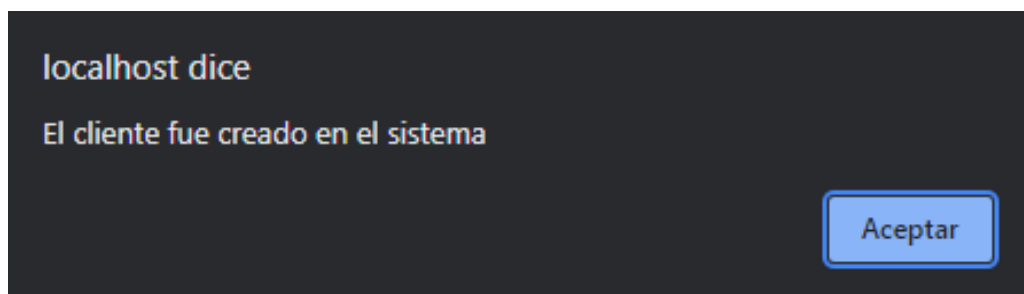 localhost dice
El cliente fue creado en el sistema
Aceptar